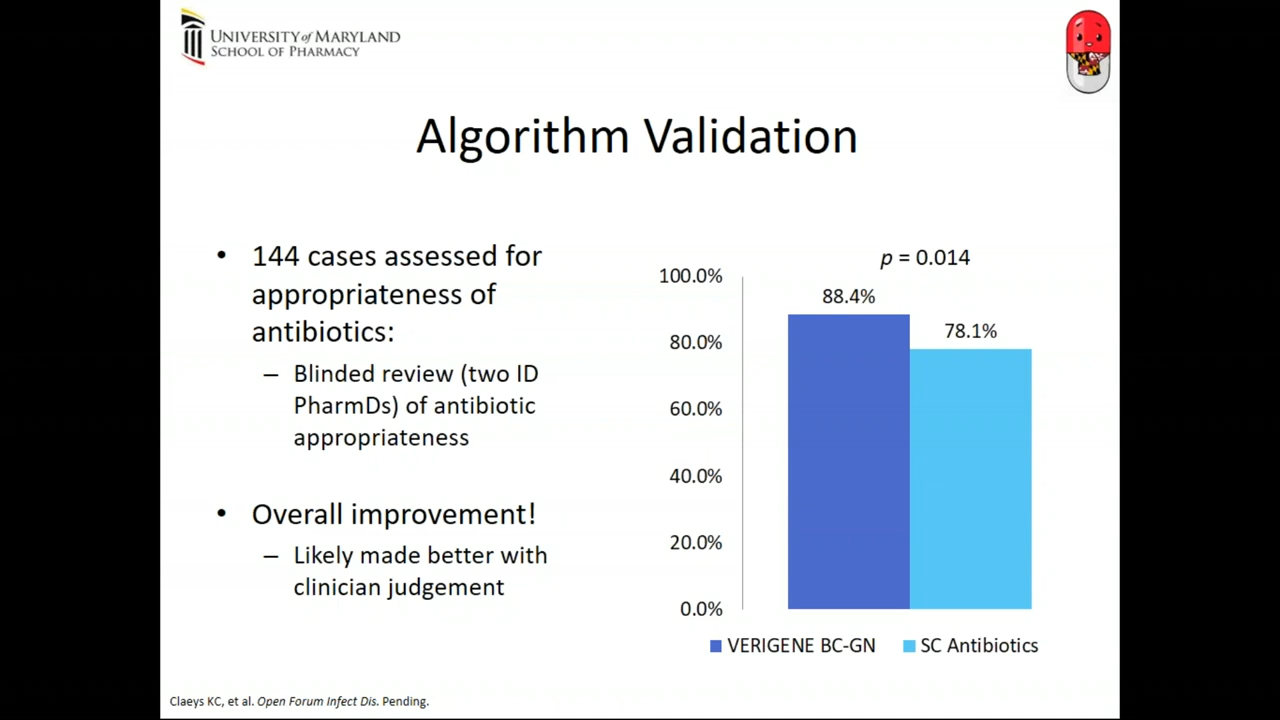 UNIVERSITY of MARYLAND
SCHOOL OF PHARMACY
Algorithm Validation
• 144 cases assessed for
appropriateness of
antibiotics:
– Blinded review (two ID
PharmDs) of antibiotic
appropriateness
• Overall improvement!
– Likely made better with
clinician judgement
p = 0.014
100.0%
80.0%
60.0%
40.0%
20.0%
0.0%
88.4%
78.1%
VERIGENE BC-GN
SC Antibiotics
Claeys KC, et al. Open Forum Infect Dis. Pending.